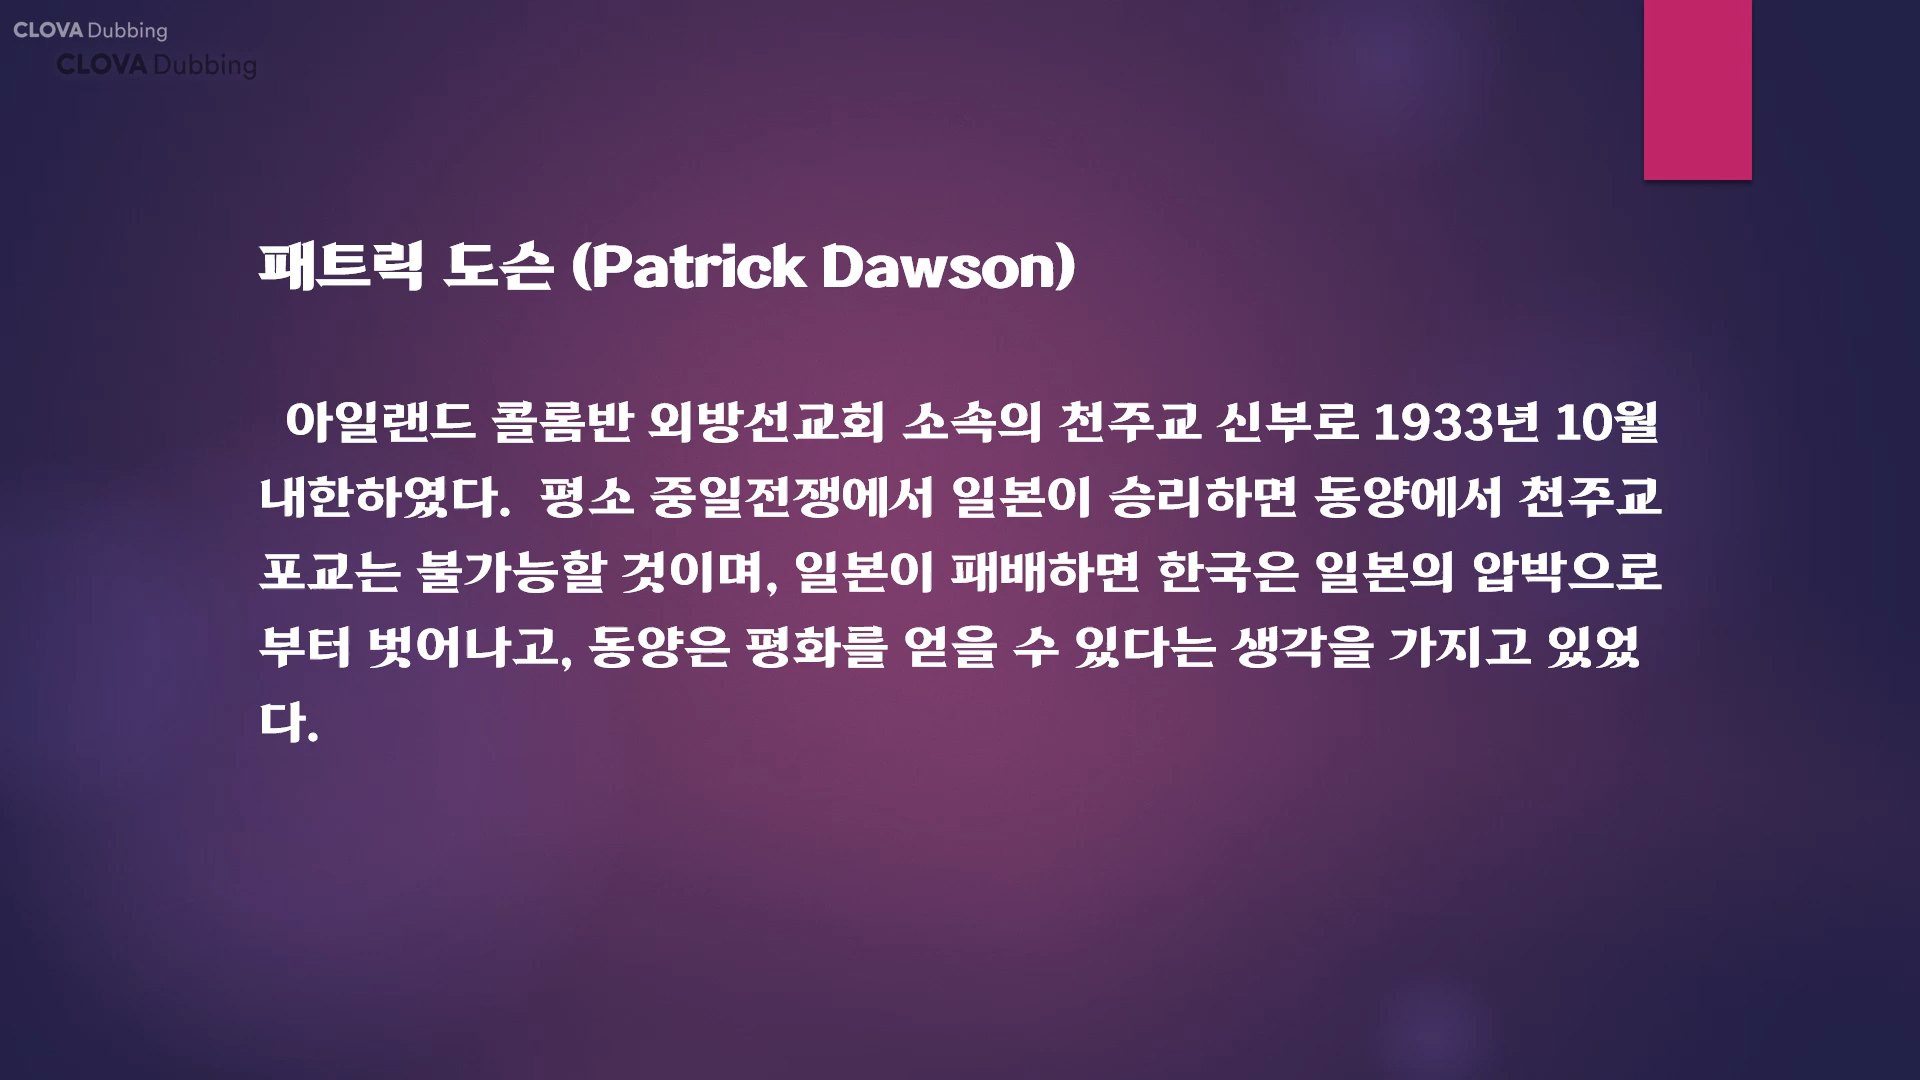 CLOVA Dubbing
CLOVA Dubbing
패트릭 도슨 (Patrick Dawson)
아일랜드 콜롬반 외방선교회 소속의 천주교 신부로 1933년 10월
내한하였다.  평소 중일전쟁에서 일본이 승리하면 동양에서 천주교
포교는 불가능할 것이며, 일본이 패배하면 한국은 일본의 압박으로
부터 벗어나고, 동양은 평화를 얻을 수 있다는 생각을 가지고 있었
다.